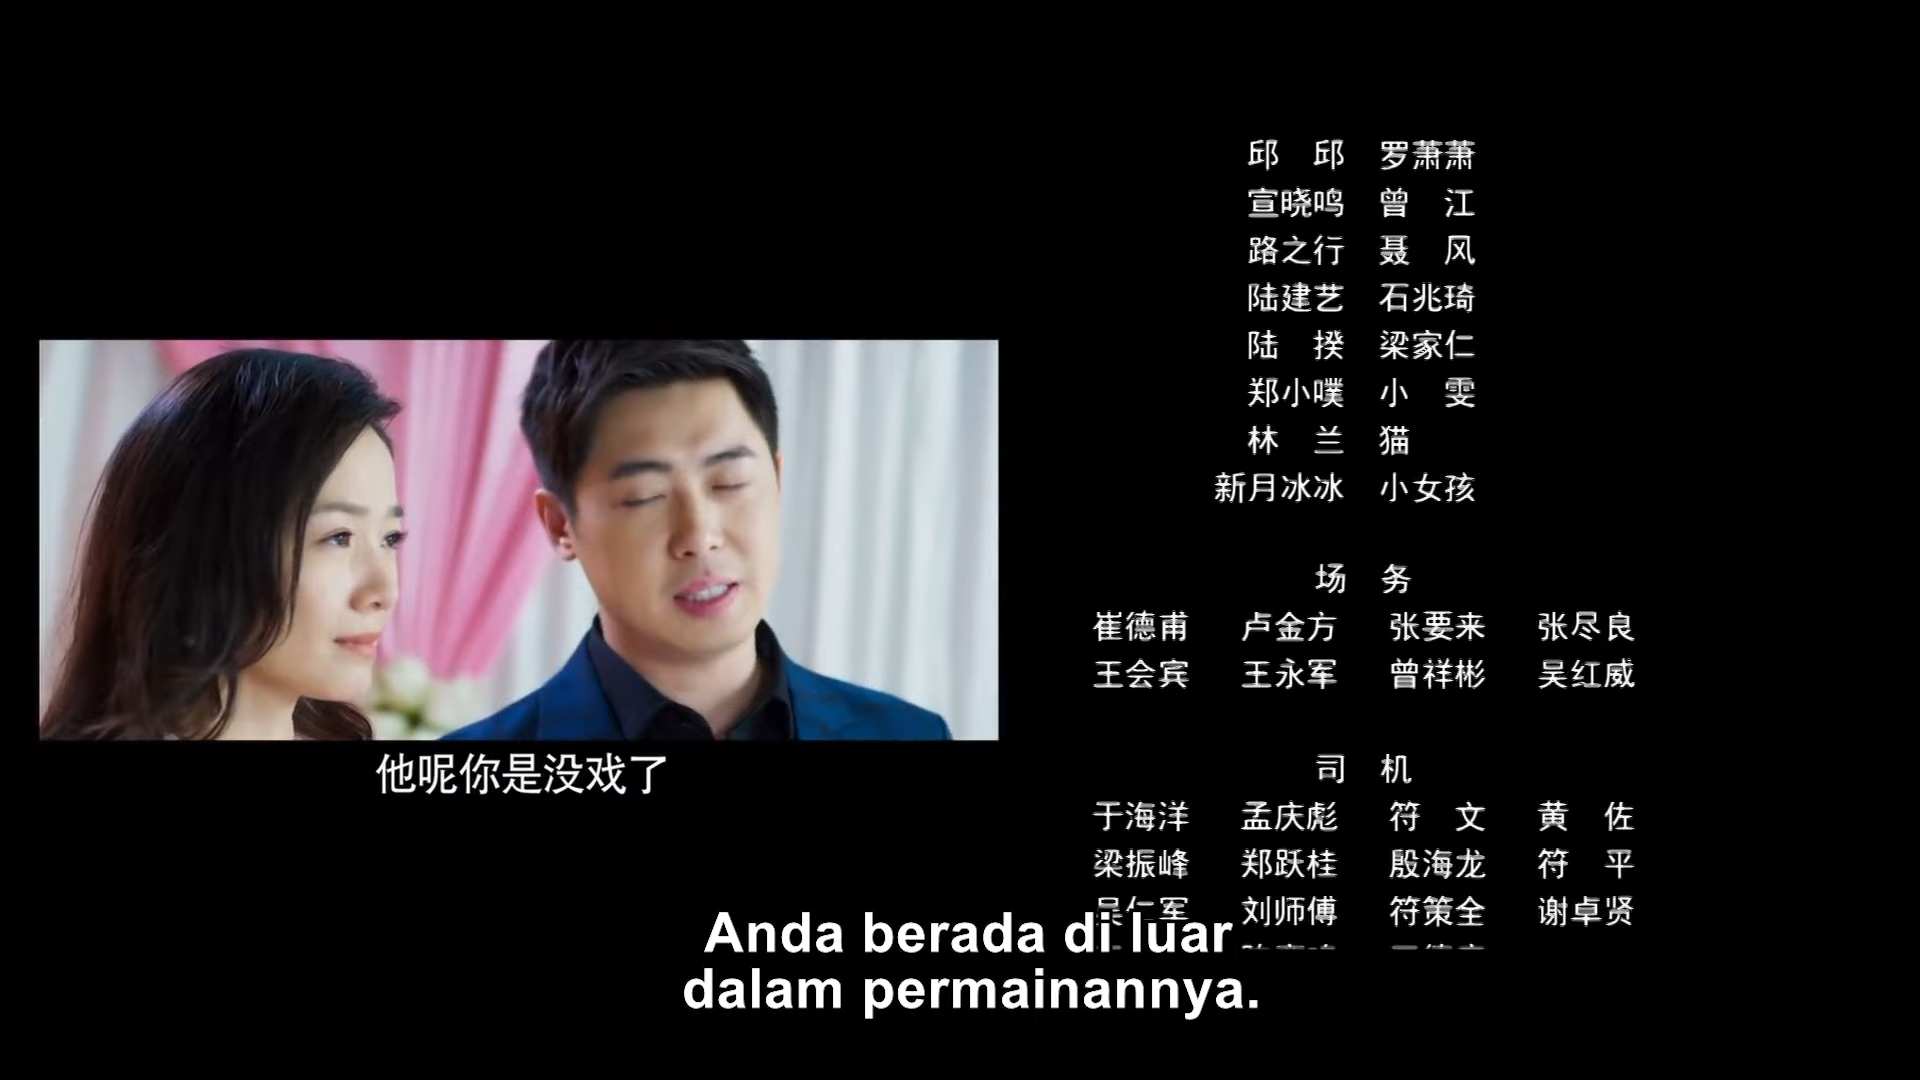 邱　邱　罗萧萧
宣晓鸣　曾　江
路之行　聂　风
陆建艺　石兆琦
陆　揆　梁家仁
郑小噗　小　雯
林　兰　猫
新月冰冰　小女孩
场　务
崔德甫　卢金方　张要来　张尽良
王会宾　王永军　曾祥彬　吴红威
司　机
于海洋　孟庆彪　符　文　黄　佐
梁振峰　郑跃桂　殷海龙　符　平
吴仁军　刘师傅　符策全　谢卓贤
他呢你是没戏了
Anda berada di luar
dalam permainannya.